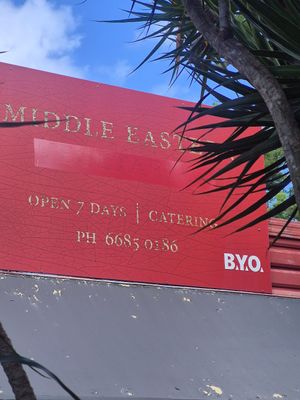 MIDDLE EAST
OPEN 7 DAYS | CATERING
PH 6685 0186
B.Y.O.